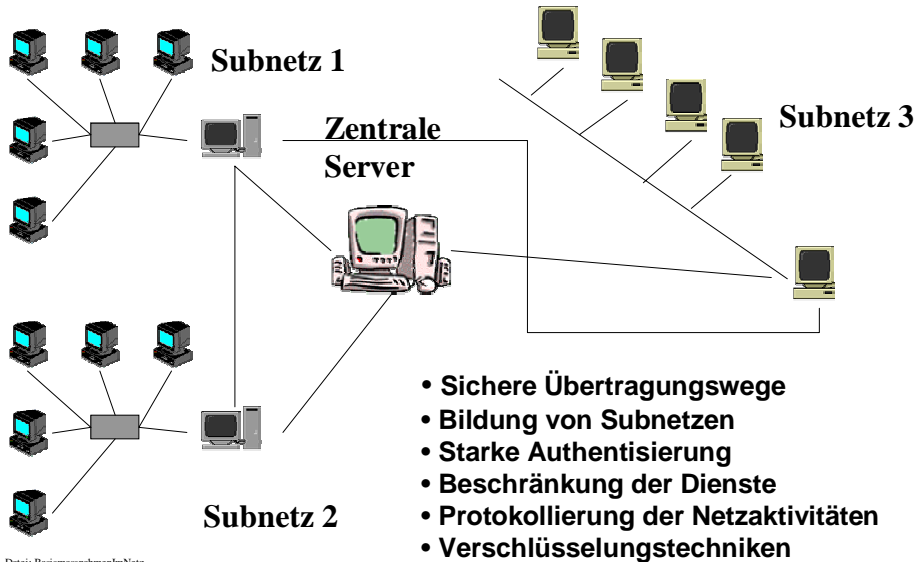 Subnetz 1
Zentrale
Server
Subnetz 3
Subnetz 2
• Sichere Übertragungswege
• Bildung von Subnetzen
• Starke Authentisierung
• Beschränkung der Dienste
• Protokollierung der Netzaktivitäten
• Verschlüsselungstechniken